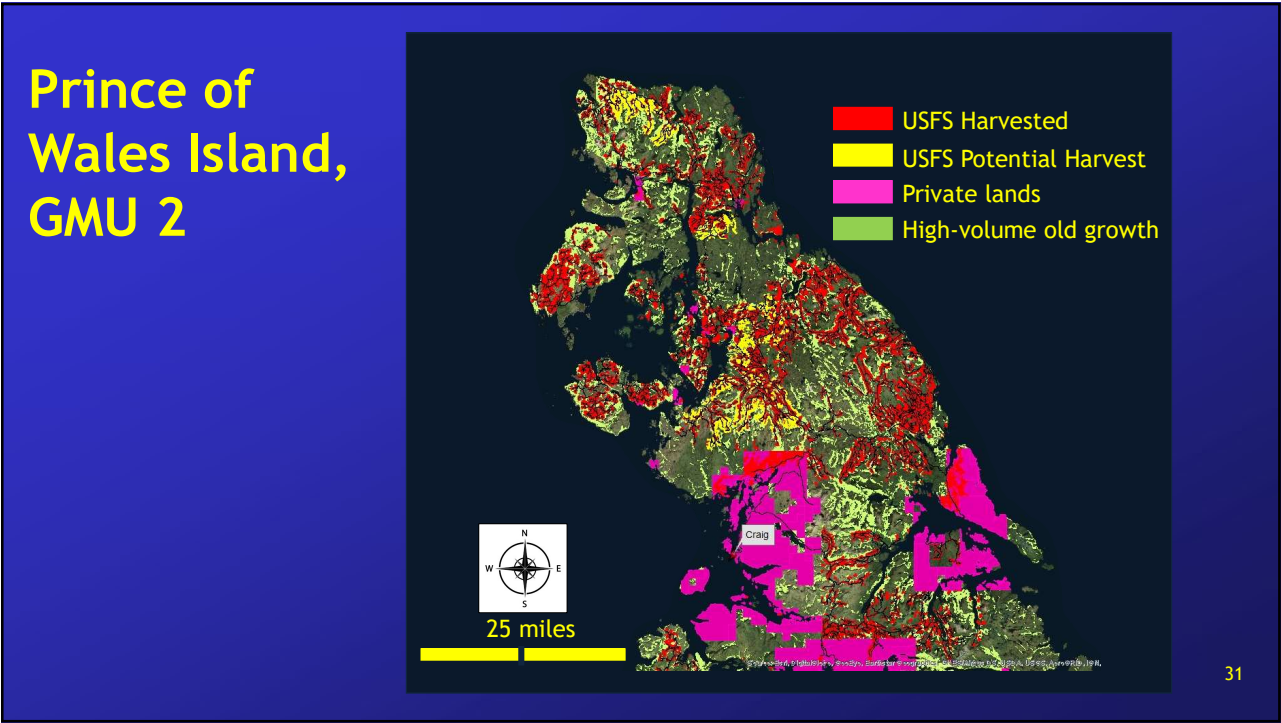 Prince of
Wales Island,
GMU 2
USFS Harvested
USFS Potential Harvest
Private lands
High-volume old growth
Craig
N
W E
S
25 miles
31